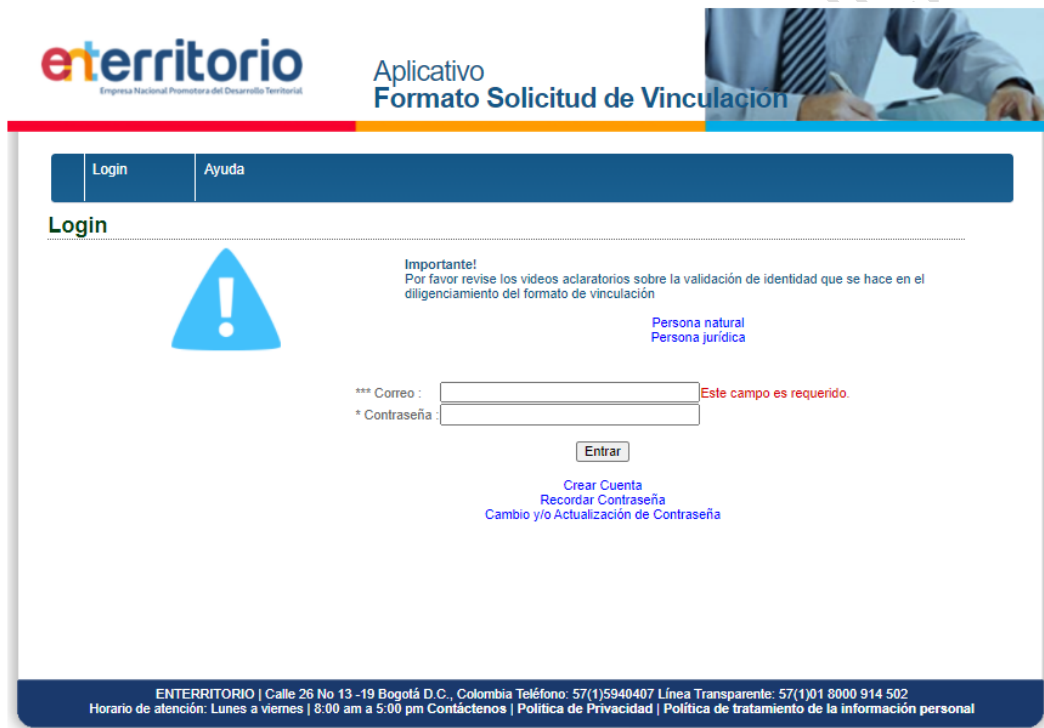 enterritorio
Empresa Nacional Promotora del Desarrollo Territorial
Aplicativo
Formato Solicitud de Vinculación
Login Ayuda
Login
Importante!
Por favor revise los videos aclaratorios sobre la validación de identidad que se hace en el
diligenciamiento del formato de vinculación
Persona natural
Persona jurídica
*** Correo : Este campo es requerido.
* Contraseña :
Entrar
Crear Cuenta
Recordar Contraseña
Cambio y/o Actualización de Contraseña
ENTERRITORIO | Calle 26 No 13 -19 Bogotá D.C., Colombia Teléfono: 57(1)5940407 Línea Transparente: 57(1)01 8000 914 502
Horario de atención: Lunes a viernes | 8:00 am a 5:00 pm Contáctenos | Politica de Privacidad | Política de tratamiento de la información personal